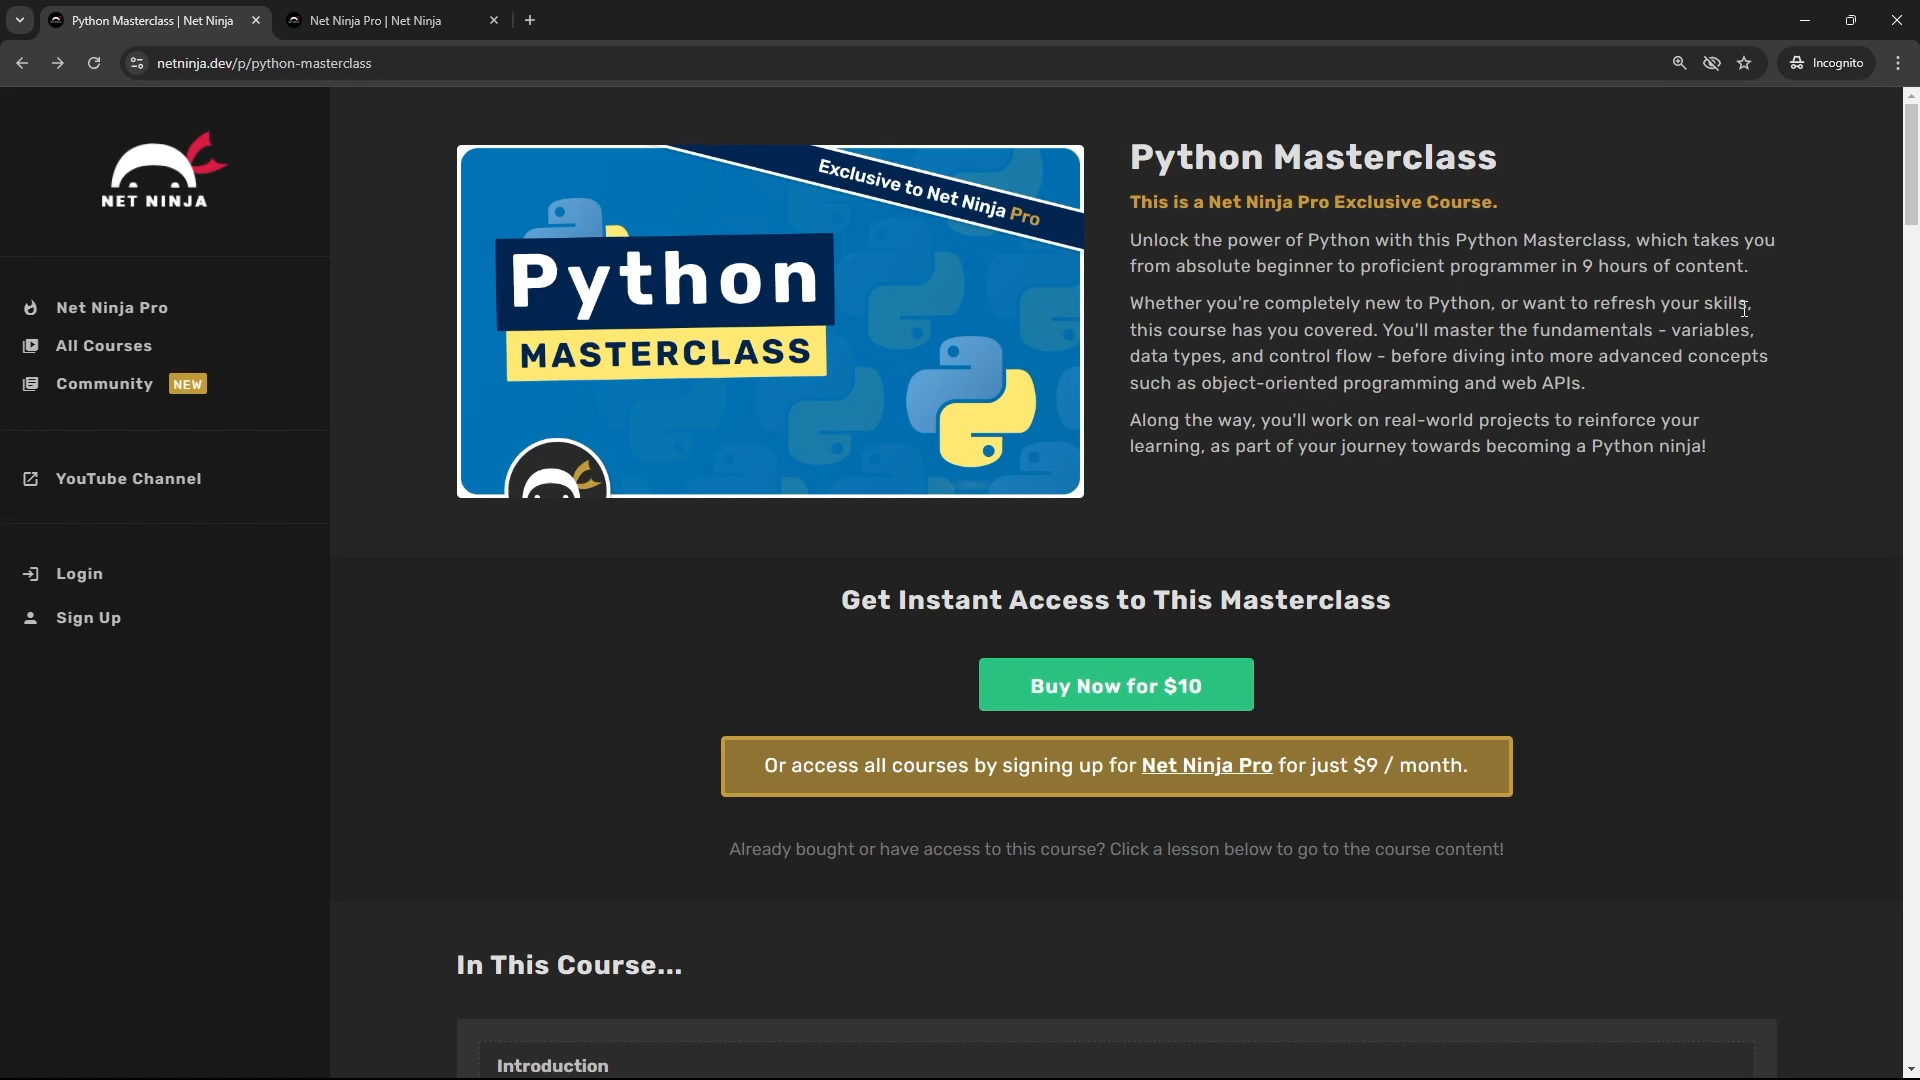 Python Masterclass | Net Ninja
Net Ninja Pro | Net Ninja
netninja.dev/p/python-masterclass
Incognito
NET NINJA
Net Ninja Pro
All Courses
Community NEW
YouTube Channel
Login
Sign Up
Exclusive to Net Ninja Pro
Python
MASTERCLASS
Python Masterclass
This is a Net Ninja Pro Exclusive Course.
Unlock the power of Python with this Python Masterclass, which takes you
from absolute beginner to proficient programmer in 9 hours of content.
Whether you're completely new to Python, or want to refresh your skills,
this course has you covered. You'll master the fundamentals - variables,
data types, and control flow - before diving into more advanced concepts
such as object-oriented programming and web APIs.
Along the way, you'll work on real-world projects to reinforce your
learning, as part of your journey towards becoming a Python ninja!
Get Instant Access to This Masterclass
Buy Now for $10
Or access all courses by signing up for Net Ninja Pro for just $9 / month.
Already bought or have access to this course? Click a lesson below to go to the course content!
In This Course...
Introduction